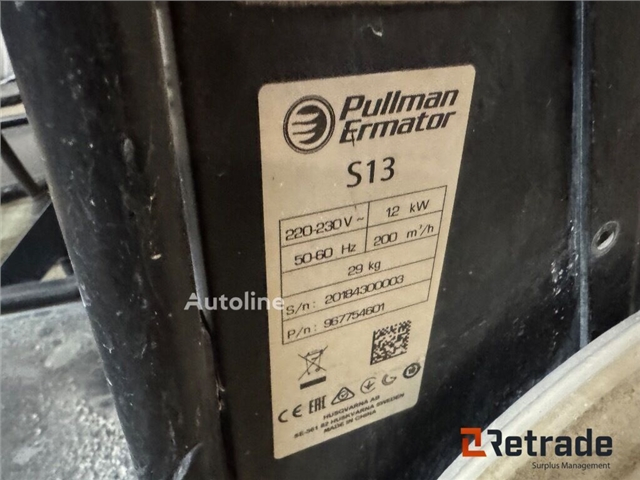 Pullman
Ermator
S13
220-230V ~ 1.2 kW
50-60 Hz 200 m³/h
29 kg
S/n: 20184300003
P/n: 967754601
CE EAC
HUSQVARNA AB
SE-561 82 HUSKVARNA SWEDEN
MADE IN CHINA
Autoline
Retrade
Surplus Management